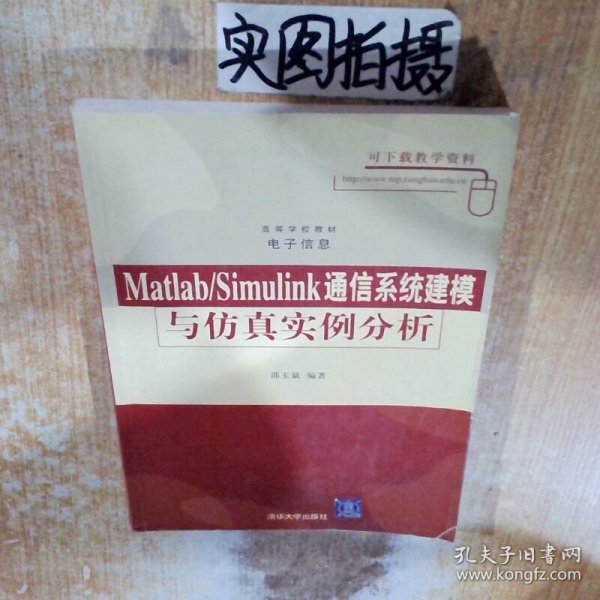 实图拍摄
可下载教学资料
http://www.tup.tsinghua.edu.cn
高等学校教材
电子信息
Matlab/Simulink通信系统建模
与仿真实例分析
邵玉斌 编著
清华大学出版社
孔夫子旧书网
www.kongfz.com